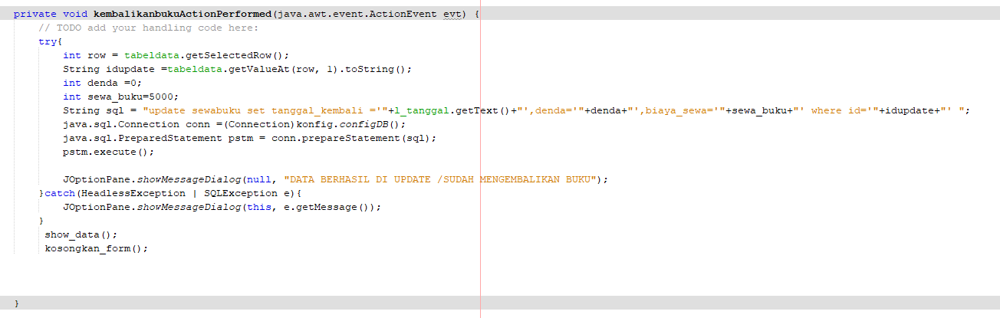 private void kembalikanbukuActionPerformed(java.awt.event.ActionEvent evt) {
// TODO add your handling code here:
try{
int row = tabeldata.getSelectedRow();
String idupdate =tabeldata.getValueAt(row, 1).toString();
int denda =0;
int sewa_buku=5000;
String sql = "update sewabuku set tanggal_kembali ='"+l_tanggal.getText()+"',denda='"+denda+"',biaya_sewa='"+sewa_buku+"' where id='"+idupdate+"' ";
java.sql.Connection conn =(Connection)konfig.configDB();
java.sql.PreparedStatement pstm = conn.prepareStatement(sql);
pstm.execute();
JOptionPane.showMessageDialog(null, "DATA BERHASIL DI UPDATE /SUDAH MENGEMBALIKAN BUKU");
}catch(HeadlessException | SQLException e){
JOptionPane.showMessageDialog(this, e.getMessage());
}
show_data();
kosongkan_form();
}